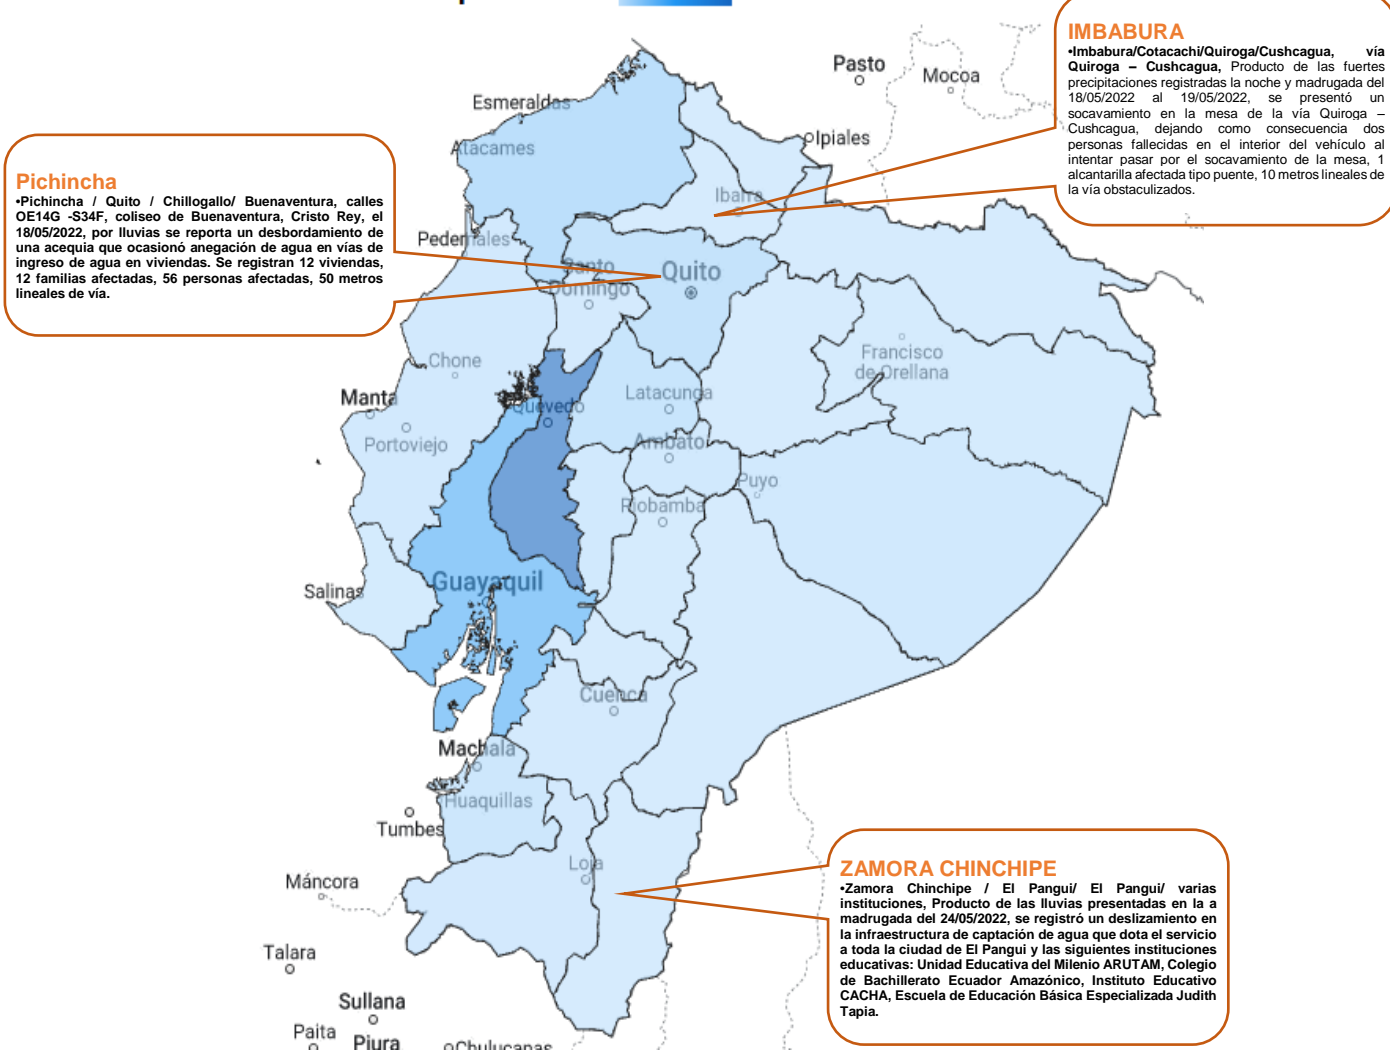 IMBABURA
•Imbabura/Cotacachi/Quiroga/Cushcagua, vía
Quiroga – Cushcagua, Producto de las fuertes
precipitaciones registradas la noche y madrugada del
18/05/2022 al 19/05/2022, se presentó un
socavamiento en la mesa de la vía Quiroga –
Cushcagua, dejando como consecuencia dos
personas fallecidas en el interior del vehículo al
intentar pasar por el socavamiento de la mesa, 1
alcantarilla afectada tipo puente, 10 metros lineales de
la vía obstaculizados.
Pasto
Mocoa
Esmeraldas
Ipiales
Atacames
Pichincha
•Pichincha / Quito / Chillogallo/ Buenaventura, calles
OE14G -S34F, coliseo de Buenaventura, Cristo Rey, el
18/05/2022, por lluvias se reporta un desbordamiento de
una acequia que ocasionó anegación de agua en vías de
ingreso de agua en viviendas. Se registran 12 viviendas,
12 familias afectadas, 56 personas afectadas, 50 metros
lineales de vía.
Ibarra
Pedernales
Santo
Domingo
Quito
Francisco
de Orellana
Chone
Manta
Latacunga
Quevedo
Portoviejo
Ambato
Puyo
Riobamba
Guayaquil
Salinas
Cuenca
Machala
Huaquillas
Tumbes
Loja
Máncora
ZAMORA CHINCHIPE
•Zamora Chinchipe / El Pangui/ El Pangui/ varias
instituciones, Producto de las lluvias presentadas en la a
madrugada del 24/05/2022, se registró un deslizamiento en
la infraestructura de captación de agua que dota el servicio
a toda la ciudad de El Pangui y las siguientes instituciones
educativas: Unidad Educativa del Milenio ARUTAM, Colegio
de Bachillerato Ecuador Amazónico, Instituto Educativo
CACHA, Escuela de Educación Básica Especializada Judith
Tapia.
Talara
Sullana
Paita
Piura
Chulucanas